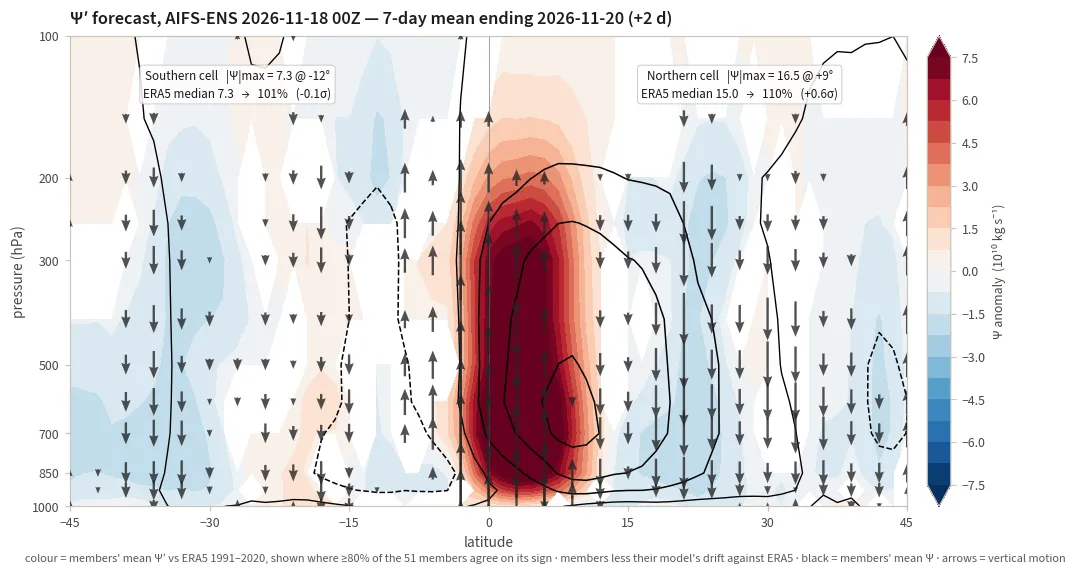 Ψ′ forecast, AIFS-ENS 2026-11-18 00Z — 7-day mean ending 2026-11-20 (+2 d)
Southern cell |Ψ|max = 7.3 @ -12°
ERA5 median 7.3 → 101% (-0.1σ)
Northern cell |Ψ|max = 16.5 @ +9°
ERA5 median 15.0 → 110% (+0.6σ)
pressure (hPa)
100
200
300
400
500
700
850
1000
−45
−30
−15
0
15
30
45
latitude
7.5
6.0
4.5
3.0
1.5
0.0
−1.5
−3.0
−4.5
−6.0
−7.5
Ψ anomaly (10¹⁰ kg s⁻¹)
colour = members' mean Ψ′ vs ERA5 1991–2020, shown where ≥80% of the 51 members agree on its sign · members less their model's drift against ERA5 · black = members' mean Ψ · arrows = vertical motion